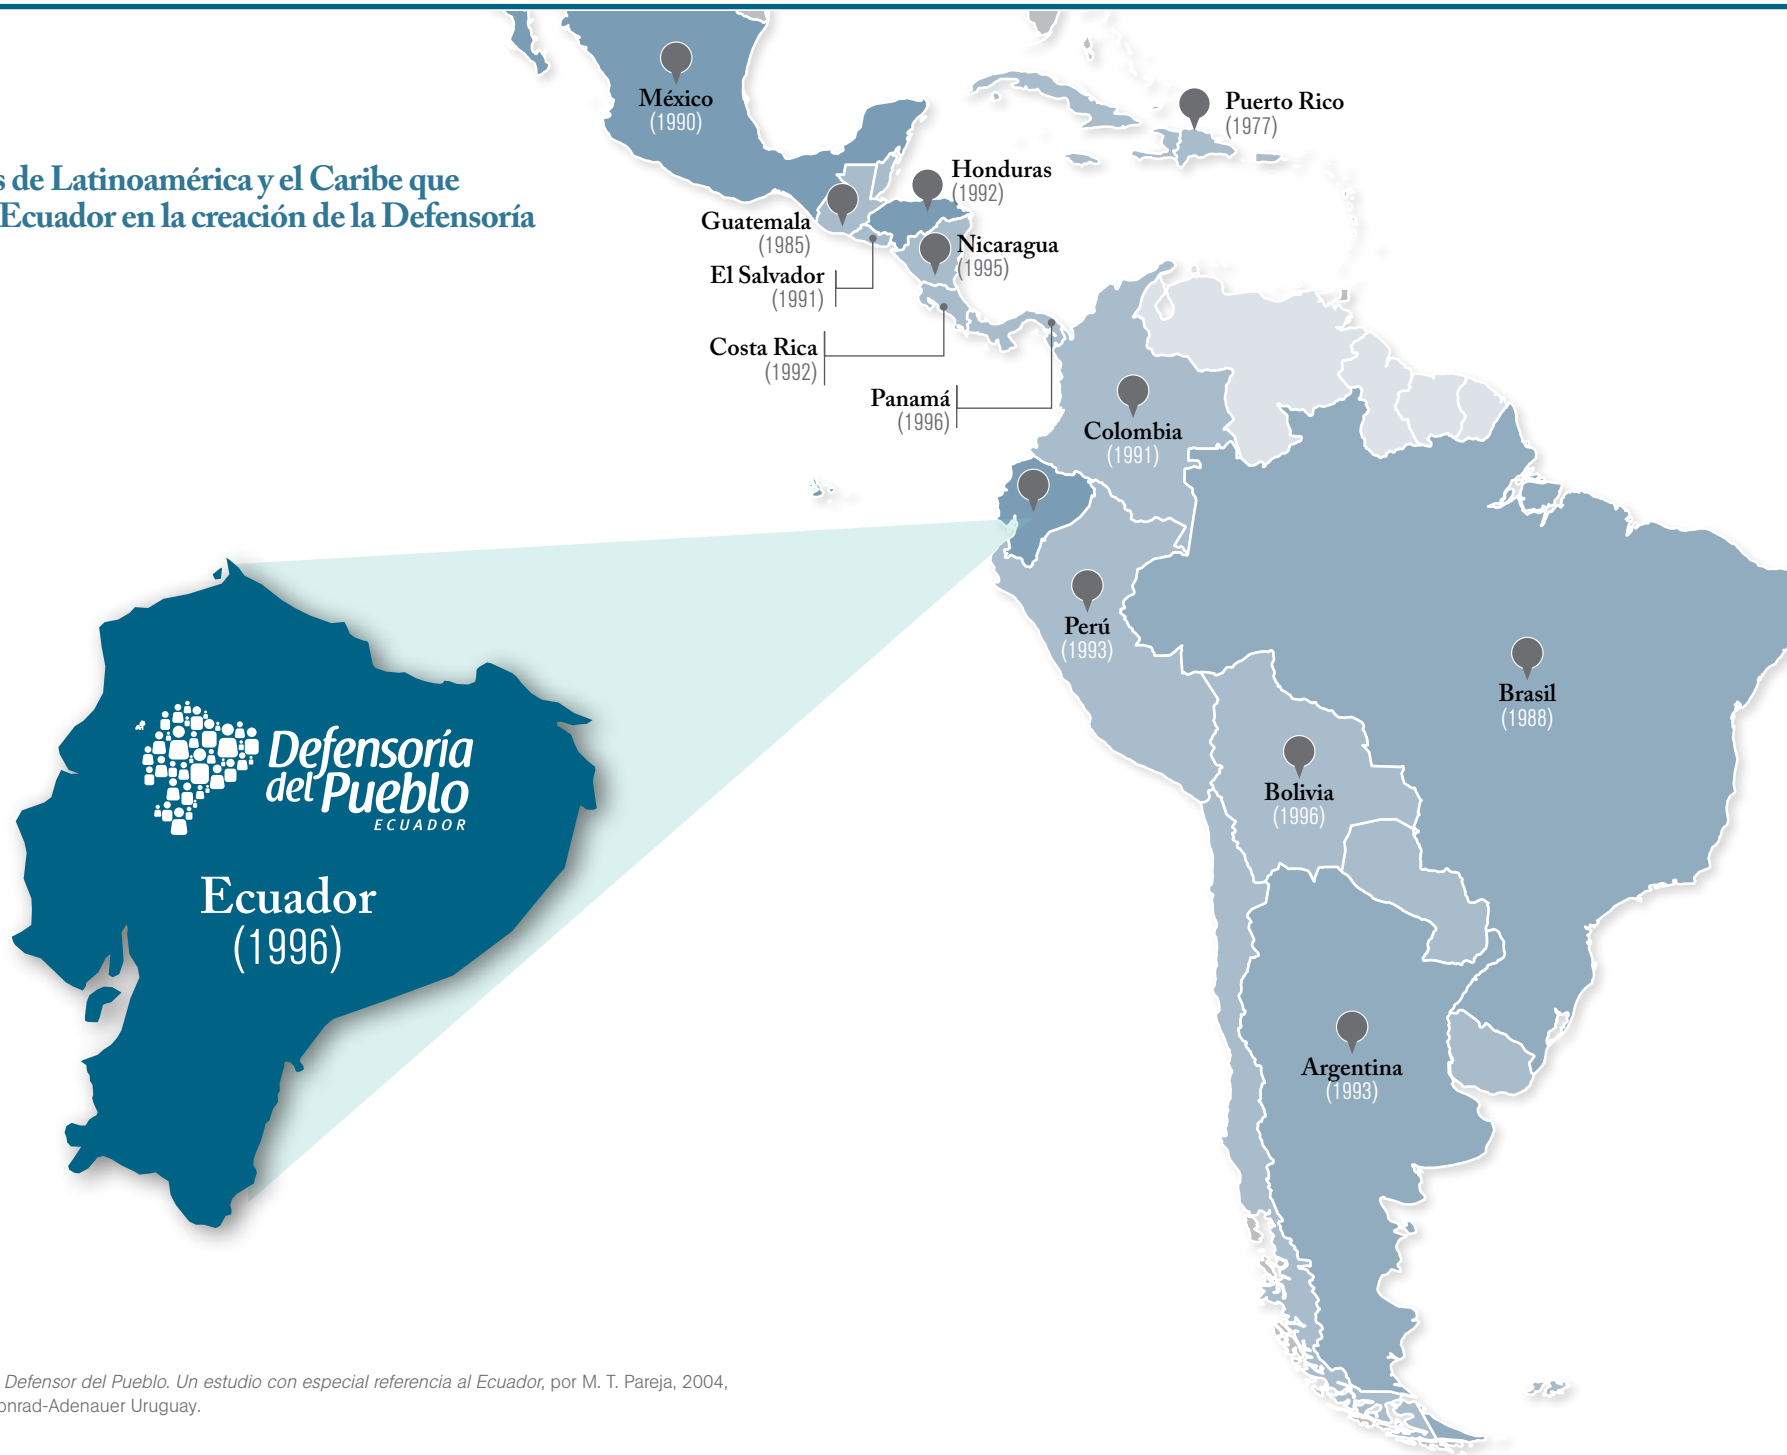 s de Latinoamérica y el Caribe que
Ecuador en la creación de la Defensoría
México
(1990)
Puerto Rico
(1977)
Honduras
(1992)
Guatemala
(1985)
Nicaragua
(1995)
El Salvador
(1991)
Costa Rica
(1992)
Panamá
(1996)
Colombia
(1991)
Perú
(1993)
Brasil
(1988)
Bolivia
(1996)
Argentina
(1993)
Defensoría
del Pueblo
ECUADOR
Ecuador
(1996)
Defensor del Pueblo. Un estudio con especial referencia al Ecuador, por M. T. Pareja, 2004,
onrad-Adenauer Uruguay.